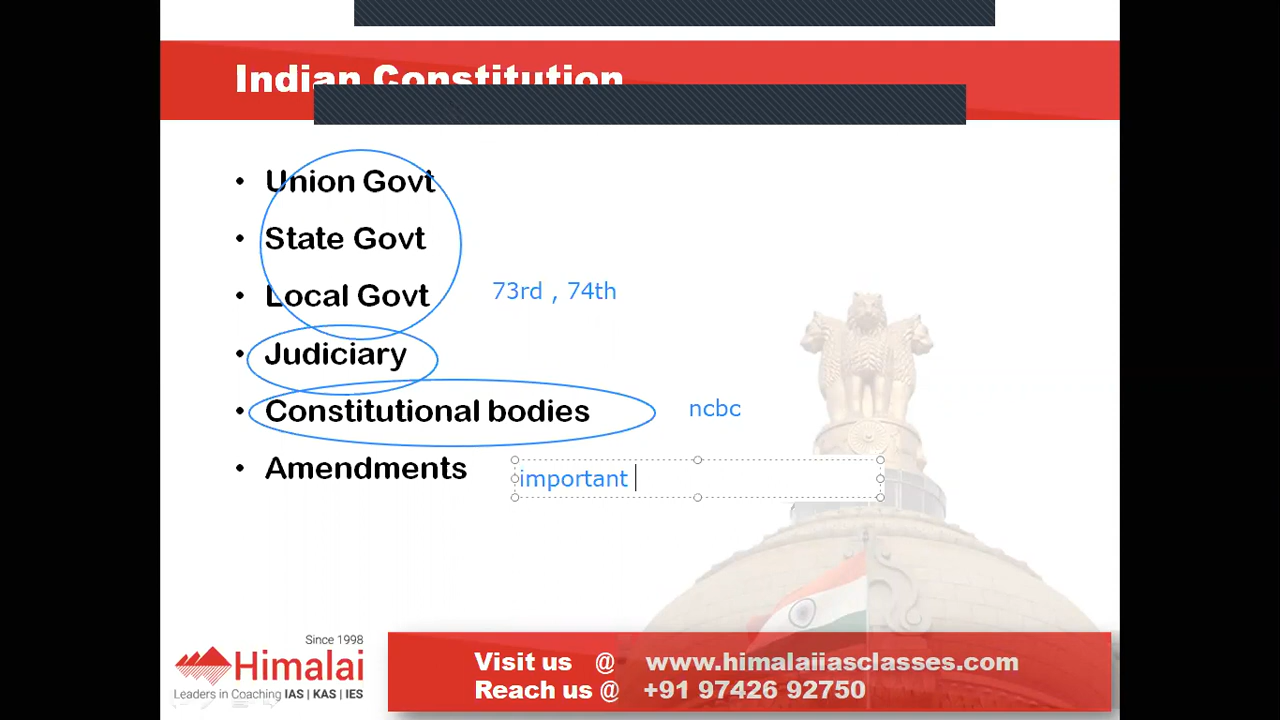 Indian Constitution
• Union Govt
• State Govt
• Local Govt 73rd , 74th
• Judiciary
• Constitutional bodies ncbc
• Amendments important
Since 1998
Himalai
Leaders in Coaching IAS | KAS | IES
Visit us @ www.himalaiiasclasses.com
Reach us @ +91 97426 92750